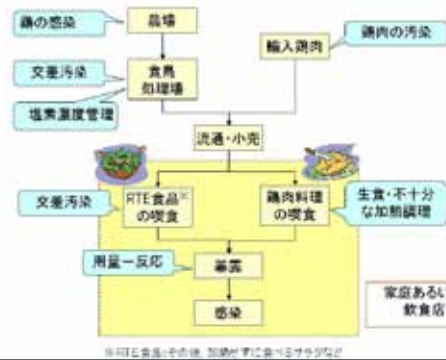 鶏の感染
農場
輸入鶏肉
鶏肉の汚染
交差汚染
食鳥
処理場
塩素濃度管理
流通・小売
交差汚染
RTE食品※
の喫食
鶏肉料理
の喫食
生食・不十分
な加熱調理
用量－反応
暴露
感染
家庭あるい
飲食店
※RTE食品:その後、加熱せずに食べるサラダなど